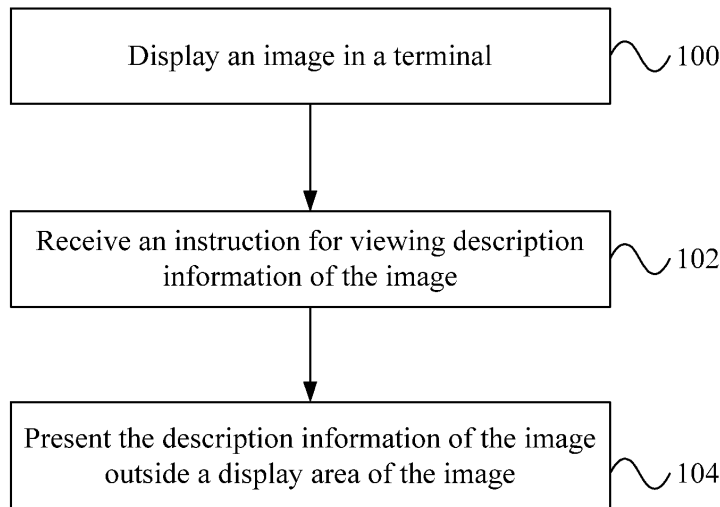 Display an image in a terminal
100
Receive an instruction for viewing description
information of the image
102
Present the description information of the image
outside a display area of the image
104